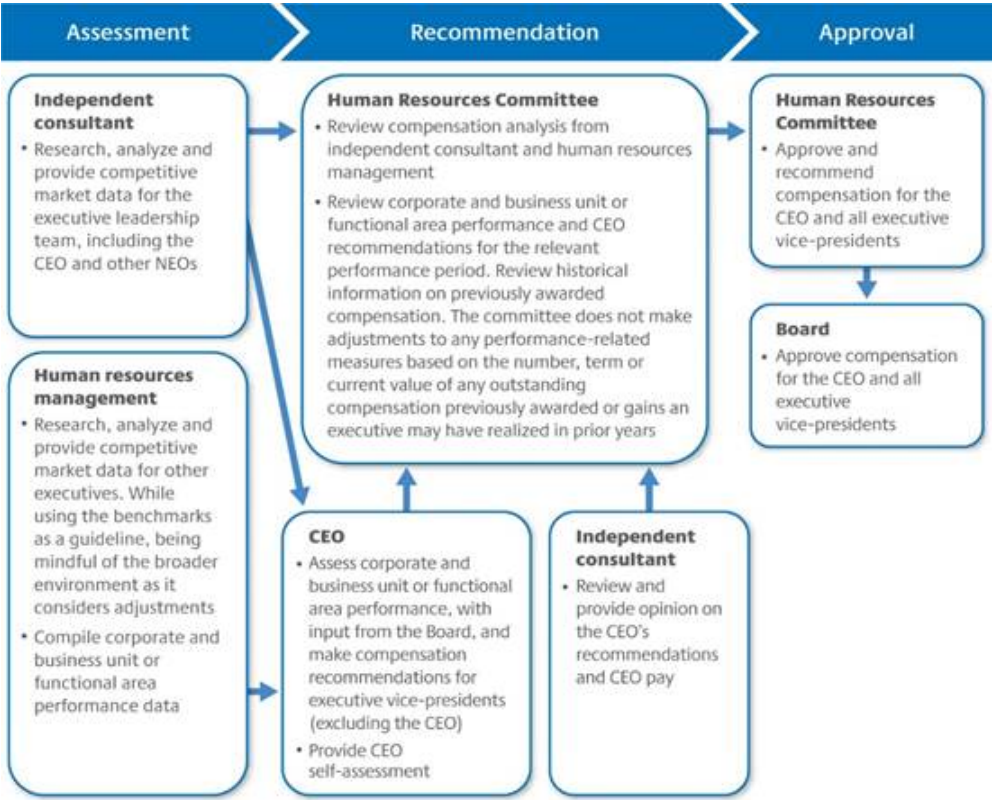 Assessment
Recommendation
Approval
Independent
consultant
• Research, analyze and
provide competitive
market data for the
executive leadership
team, including the
CEO and other NEOs
Human resources
management
• Research, analyze and
provide competitive
market data for other
executives. While
using the benchmarks
as a guideline, being
mindful of the broader
environment as it
considers adjustments
• Compile corporate and
business unit or
functional area
performance data
Human Resources Committee
• Review compensation analysis from
independent consultant and human resources
management
• Review corporate and business unit or
functional area performance and CEO
recommendations for the relevant
performance period. Review historical
information on previously awarded
compensation. The committee does not make
adjustments to any performance-related
measures based on the number, term or
current value of any outstanding
compensation previously awarded or gains an
executive may have realized in prior years
CEO
• Assess corporate and
business unit or functional
area performance, with
input from the Board, and
make compensation
recommendations for
executive vice-presidents
(excluding the CEO)
• Provide CEO
self-assessment
Independent
consultant
• Review and
provide opinion on
the CEO's
recommendations
and CEO pay
Human Resources
Committee
• Approve and
recommend
compensation for the
CEO and all executive
vice-presidents
Board
• Approve compensation
for the CEO and all
executive
vice-presidents